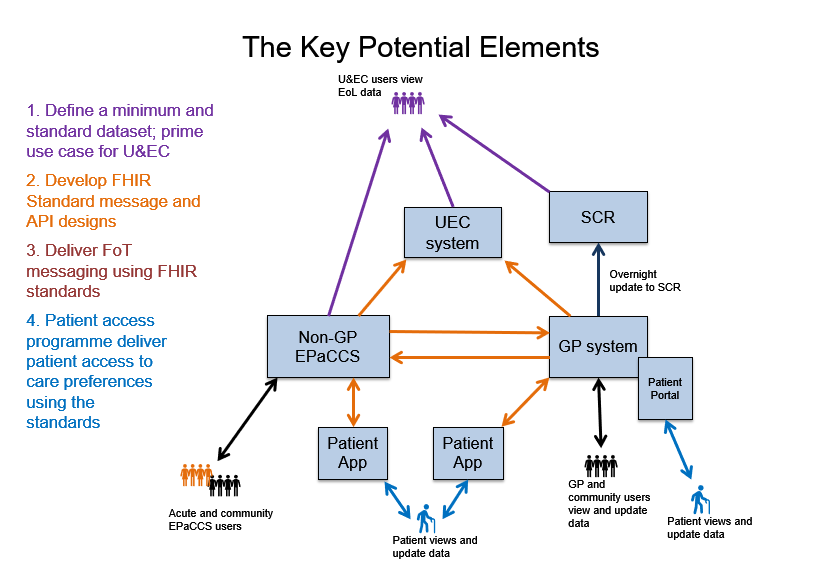 The Key Potential Elements
U&EC users view
EoL data
1. Define a minimum and
standard dataset; prime
use case for U&EC
2. Develop FHIR
Standard message and
API designs
3. Deliver FoT
messaging using FHIR
standards
4. Patient access
programme deliver
patient access to
care preferences
using the
standards
UEC
system
SCR
Overnight
update to SCR
Non-GP
EPaCCS
GP system
Patient
Portal
Patient
App
Patient
App
Acute and community
EPaCCS users
Patient views and
update data
GP and
community users
view and update
data
Patient views and
update data